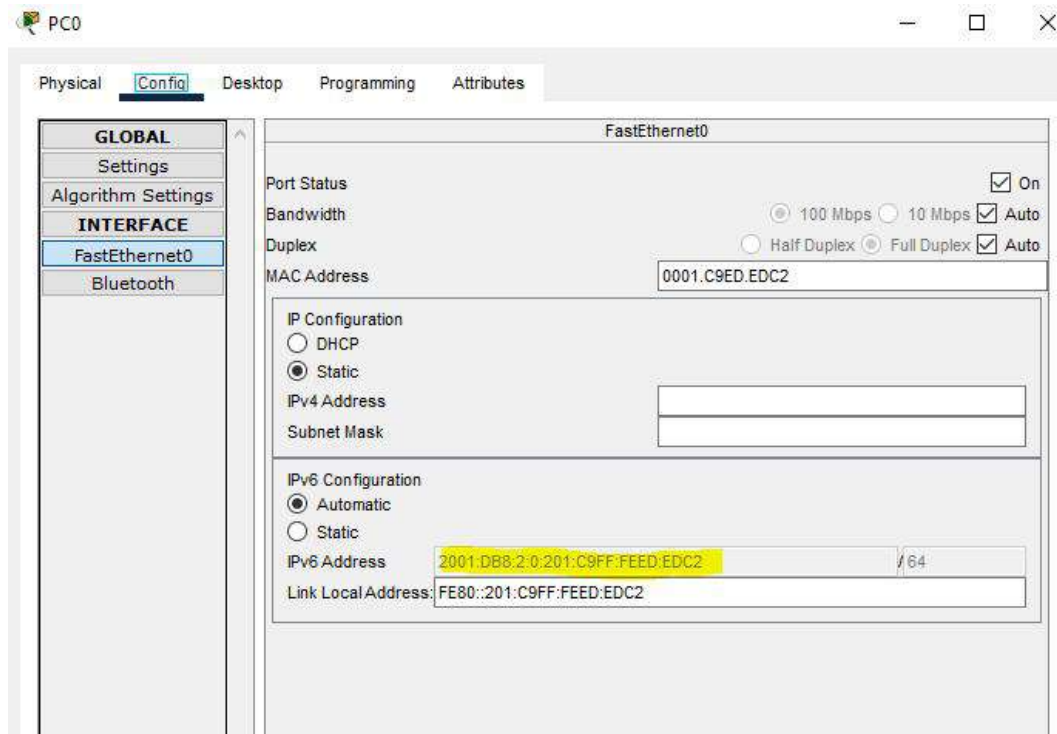 PC0
Physical Config Desktop Programming Attributes
GLOBAL
Settings
Algorithm Settings
INTERFACE
FastEthernet0
Bluetooth
FastEthernet0
Port Status On
Bandwidth 100 Mbps 10 Mbps Auto
Duplex Half Duplex Full Duplex Auto
MAC Address 0001.C9ED.EDC2
IP Configuration
DHCP
Static
IPv4 Address
Subnet Mask
IPv6 Configuration
Automatic
Static
IPv6 Address 2001:DB8:2:0:201:C9FF:FEED:EDC2 / 64
Link Local Address: FE80::201:C9FF:FEED:EDC2